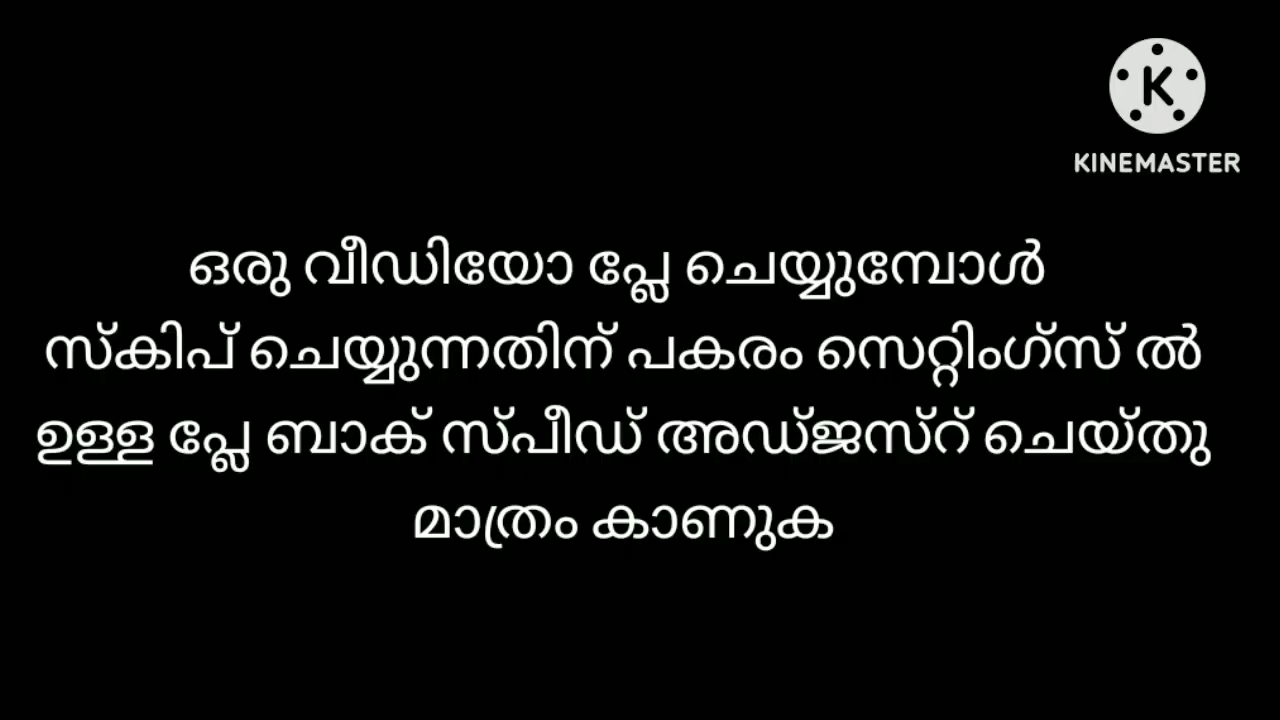 KINEMASTER
ഒരു വീഡിയോ പ്ലേ ചെയ്യുമ്പോൾ
സ്കിപ് ചെയ്യുന്നതിന് പകരം സെറ്റിംഗ്സ് ൽ
ഉള്ള പ്ലേ ബാക് സ്പീഡ് അഡ്ജസ്റ് ചെയ്തു
മാത്രം കാണുക